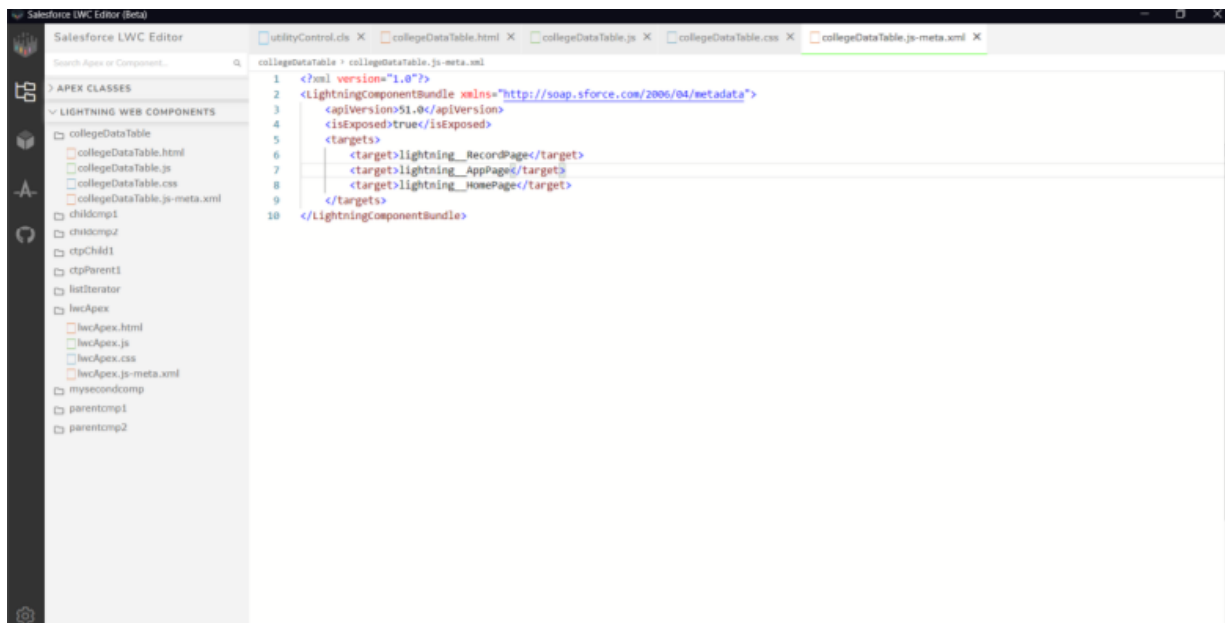 Salesforce LWC Editor (Beta)
Salesforce LWC Editor
Search Apex or Component..
APEX CLASSES
LIGHTNING WEB COMPONENTS
collegeDataTable
collegeDataTable.html
collegeDataTable.js
collegeDataTable.css
collegeDataTable.js-meta.xml
childcmp1
childcmp2
ctpChild1
ctpParent1
listIterator
lwcApex
lwcApex.html
lwcApex.js
lwcApex.css
lwcApex.js-meta.xml
mysecondcomp
parentcmp1
parentcmp2
utilityControl.cls X collegeDataTable.html X collegeDataTable.js X collegeDataTable.css X collegeDataTable.js-meta.xml X
collegeDataTable > collegeDataTable.js-meta.xml
1 <?xml version="1.0"?>
2 <LightningComponentBundle xmlns="http://soap.sforce.com/2006/04/metadata">
3 <apiVersion>51.0</apiVersion>
4 <isExposed>true</isExposed>
5 <targets>
6 <target>lightning__RecordPage</target>
7 <target>lightning__AppPage</target>
8 <target>lightning__HomePage</target>
9 </targets>
10 </LightningComponentBundle>